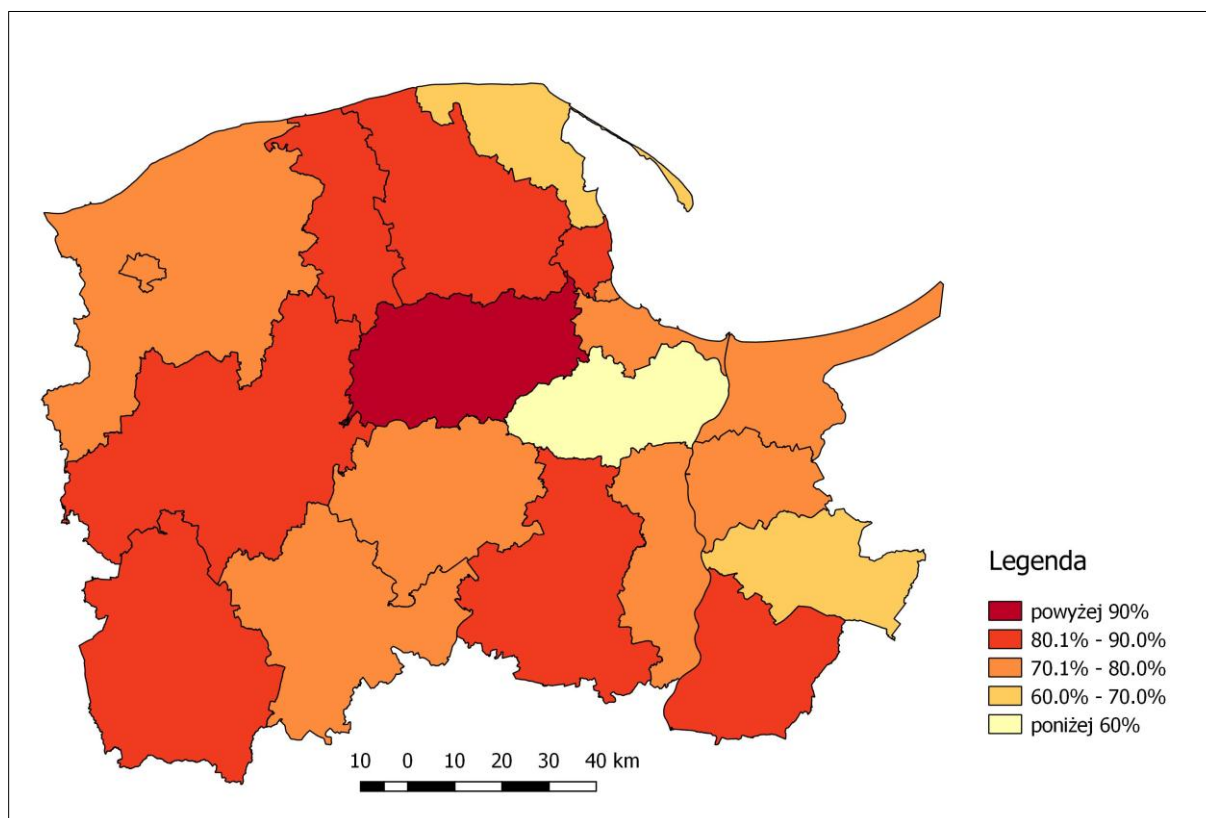 Legenda
powyżej 90%
80.1% - 90.0%
70.1% - 80.0%
60.0% - 70.0%
poniżej 60%
10 0 10 20 30 40 km